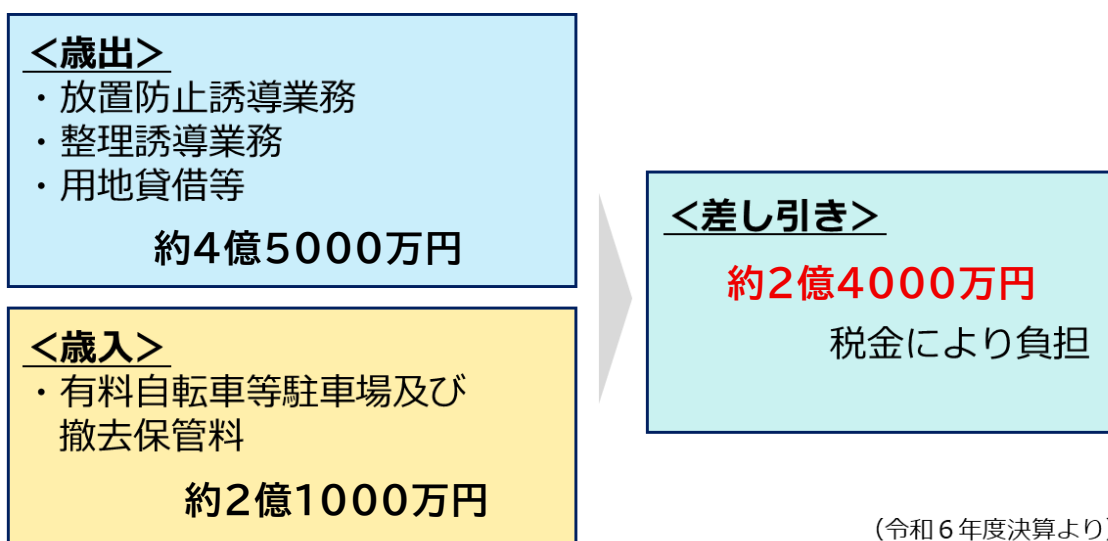 ＜歳出＞
・放置防止誘導業務
・整理誘導業務
・用地貸借等
約4億5000万円
＜歳入＞
・有料自転車等駐車場及び
撤去保管料
約2億1000万円
＜差し引き＞
約2億4000万円
税金により負担
（令和６年度決算より）